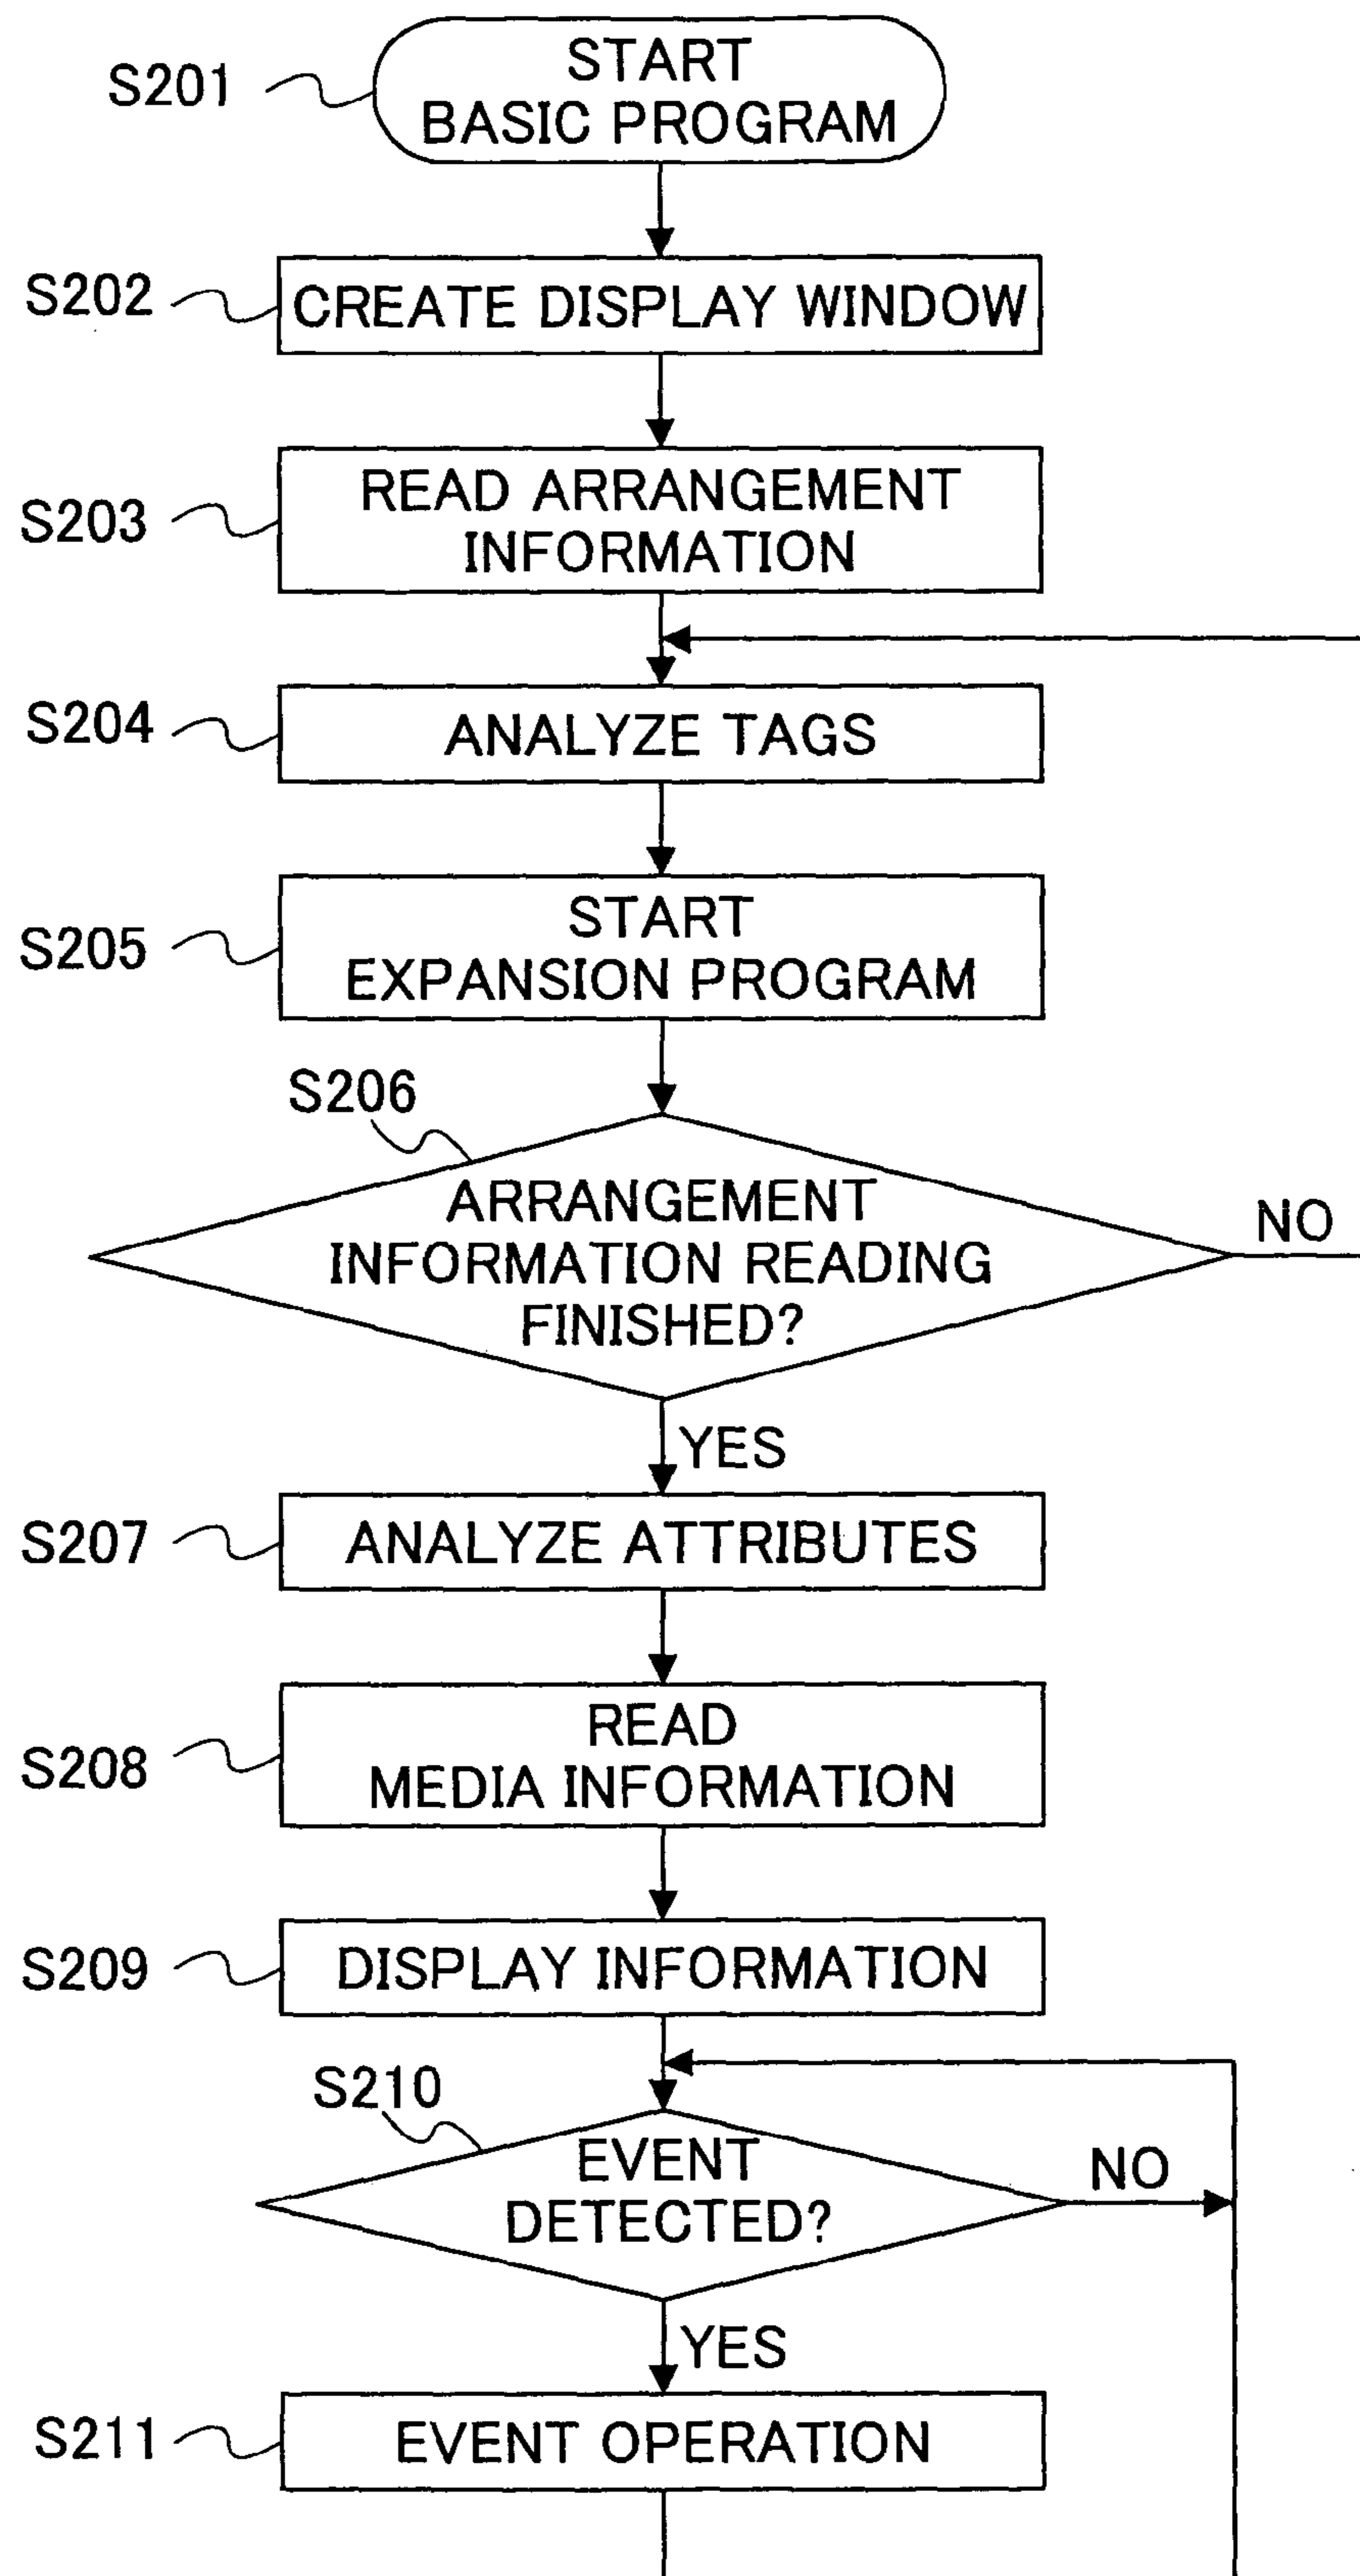 S201
START
BASIC PROGRAM
S202
CREATE DISPLAY WINDOW
S203
READ ARRANGEMENT
INFORMATION
S204
ANALYZE TAGS
S205
START
EXPANSION PROGRAM
S206
ARRANGEMENT
INFORMATION READING
FINISHED?
NO
YES
S207
ANALYZE ATTRIBUTES
S208
READ
MEDIA INFORMATION
S209
DISPLAY INFORMATION
S210
EVENT
DETECTED?
NO
YES
S211
EVENT OPERATION